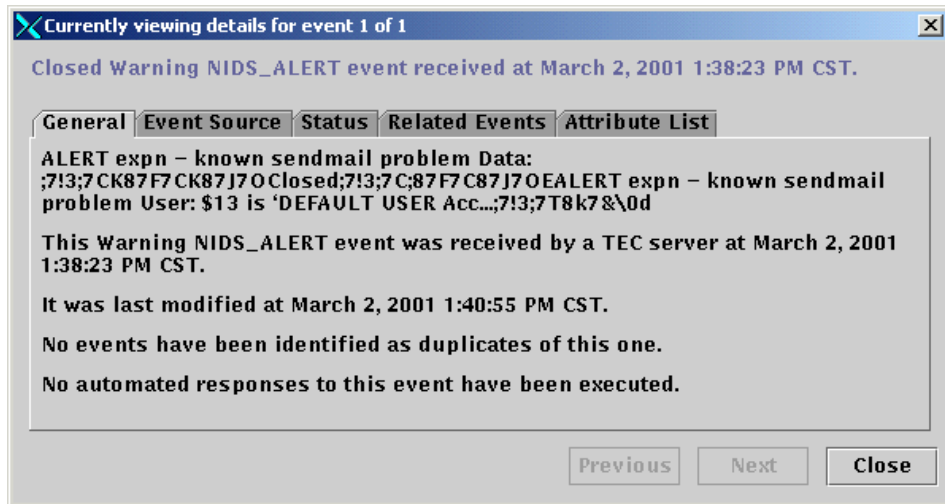 Currently viewing details for event 1 of 1
Closed Warning NIDS_ALERT event received at March 2, 2001 1:38:23 PM CST.
General Event Source Status Related Events Attribute List
ALERT expn – known sendmail problem Data:
;7!3;7CK87F7CK87J7OClosed;7!3;7C;87F7C87J7OEALERT expn – known sendmail
problem User: $13 is ‘DEFAULT USER Acc...;7!3;7T8k7&\0d
This Warning NIDS_ALERT event was received by a TEC server at March 2, 2001
1:38:23 PM CST.
It was last modified at March 2, 2001 1:40:55 PM CST.
No events have been identified as duplicates of this one.
No automated responses to this event have been executed.
Previous Next Close